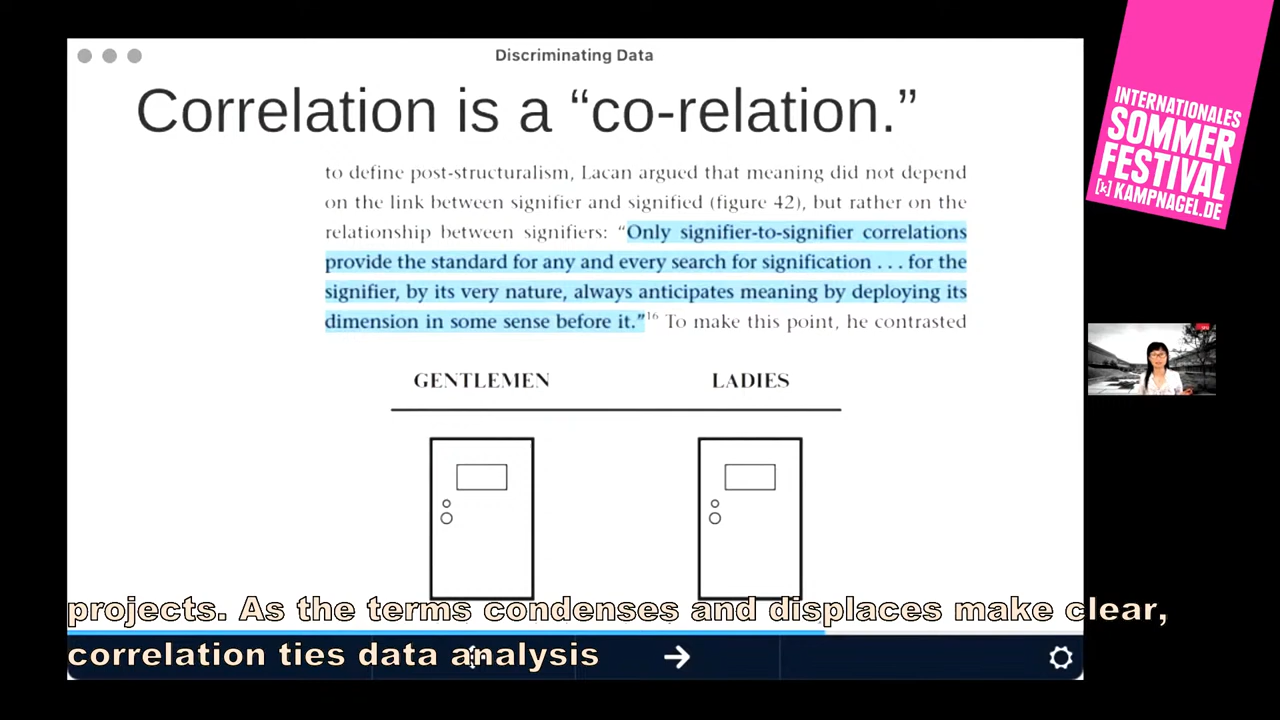 Discriminating Data
Correlation is a “co-relation.”
to define post-structuralism, Lacan argued that meaning did not depend
on the link between signifier and signified (figure 42), but rather on the
relationship between signifiers: “Only signifier-to-signifier correlations
provide the standard for any and every search for signification . . . for the
signifier, by its very nature, always anticipates meaning by deploying its
dimension in some sense before it.”16 To make this point, he contrasted
GENTLEMEN LADIES
projects. As the terms condenses and displaces make clear,
correlation ties data analysis
INTERNATIONALES
SOMMER
FESTIVAL
[k] KAMPNAGEL.DE